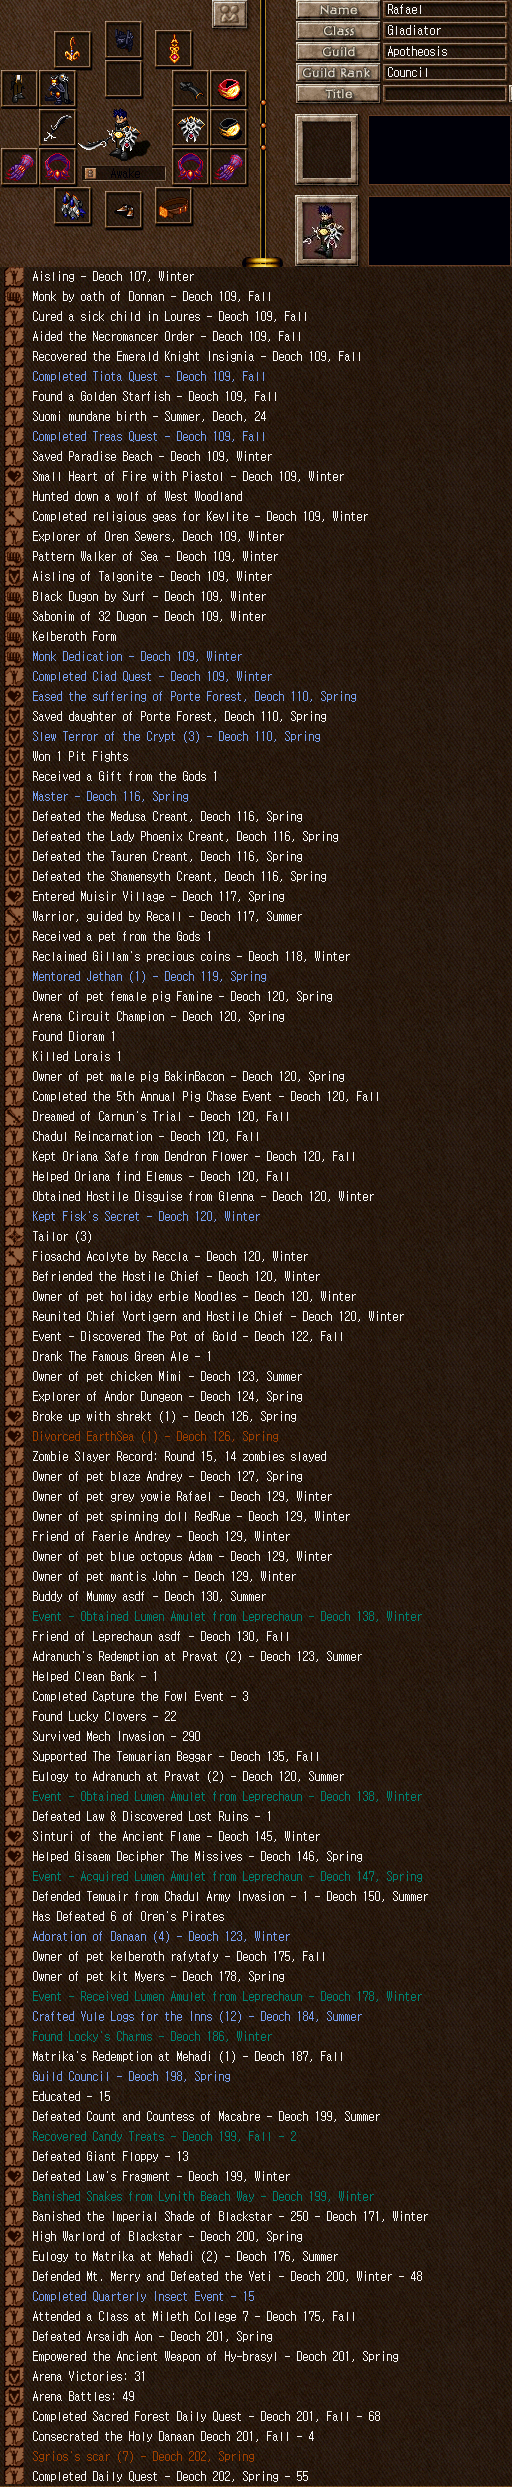 Name Rafael
Class Gladiator
Guild Apotheosis
Guild Rank Council
Title
Awake
Aisling - Deoch 107, Winter
Monk by oath of Donnan - Deoch 109, Fall
Cured a sick child in Loures - Deoch 109, Fall
Aided the Necromancer Order - Deoch 109, Fall
Recovered the Emerald Knight Insignia - Deoch 109, Fall
Completed Tiota Quest - Deoch 109, Fall
Found a Golden Starfish - Deoch 109, Fall
Suomi mundane birth - Summer, Deoch, 24
Completed Treas Quest - Deoch 109, Fall
Saved Paradise Beach - Deoch 109, Winter
Small Heart of Fire with Piastol - Deoch 109, Winter
Hunted down a wolf of West Woodland
Completed religious geas for Kevlite - Deoch 109, Winter
Explorer of Oren Sewers, Deoch 109, Winter
Pattern Walker of Sea - Deoch 109, Winter
Aisling of Talgonite - Deoch 109, Winter
Black Dugon by Surf - Deoch 109, Winter
Sabonim of 32 Dugon - Deoch 109, Winter
Kelberoth Form
Monk Dedication - Deoch 109, Winter
Completed Ciad Quest - Deoch 109, Winter
Eased the suffering of Porte Forest, Deoch 110, Spring
Saved daughter of Porte Forest, Deoch 110, Spring
Slew Terror of the Crypt (3) - Deoch 110, Spring
Won 1 Pit Fights
Received a Gift from the Gods 1
Master - Deoch 116, Spring
Defeated the Medusa Creant, Deoch 116, Spring
Defeated the Lady Phoenix Creant, Deoch 116, Spring
Defeated the Tauren Creant, Deoch 116, Spring
Defeated the Shamensyth Creant, Deoch 116, Spring
Entered Muisir Village - Deoch 117, Spring
Warrior, guided by Recall - Deoch 117, Summer
Received a pet from the Gods 1
Reclaimed Gillam's precious coins - Deoch 118, Winter
Mentored Jethan (1) - Deoch 119, Spring
Owner of pet female pig Famine - Deoch 120, Spring
Arena Circuit Champion - Deoch 120, Spring
Found Dioram 1
Killed Lorais 1
Owner of pet male pig BakinBacon - Deoch 120, Spring
Completed the 5th Annual Pig Chase Event - Deoch 120, Fall
Dreamed of Carnun's Trial - Deoch 120, Fall
Chadul Reincarnation - Deoch 120, Fall
Kept Oriana Safe from Dendron Flower - Deoch 120, Fall
Helped Oriana find Elemus - Deoch 120, Fall
Obtained Hostile Disguise from Glenna - Deoch 120, Winter
Kept Fisk's Secret - Deoch 120, Winter
Tailor (3)
Fiosachd Acolyte by Reccla - Deoch 120, Winter
Befriended the Hostile Chief - Deoch 120, Winter
Owner of pet holiday erbie Noodles - Deoch 120, Winter
Reunited Chief Vortigern and Hostile Chief - Deoch 120, Winter
Event - Discovered The Pot of Gold - Deoch 122, Fall
Drank The Famous Green Ale - 1
Owner of pet chicken Mimi - Deoch 123, Summer
Explorer of Andor Dungeon - Deoch 124, Spring
Broke up with shrekt (1) - Deoch 126, Spring
Divorced EarthSea (1) - Deoch 126, Spring
Zombie Slayer Record: Round 15, 14 zombies slayed
Owner of pet blaze Andrey - Deoch 127, Spring
Owner of pet grey yowie Rafael - Deoch 129, Winter
Owner of pet spinning doll RedRue - Deoch 129, Winter
Friend of Faerie Andrey - Deoch 129, Winter
Owner of pet blue octopus Adam - Deoch 129, Winter
Owner of pet mantis John - Deoch 129, Winter
Buddy of Mummy asdf - Deoch 130, Summer
Event - Obtained Lumen Amulet from Leprechaun - Deoch 138, Winter
Friend of Leprechaun asdf - Deoch 130, Fall
Adranuch's Redemption at Pravat (2) - Deoch 123, Summer
Helped Clean Bank - 1
Completed Capture the Fowl Event - 3
Found Lucky Clovers - 22
Survived Mech Invasion - 290
Supported The Temuarian Beggar - Deoch 135, Fall
Eulogy to Adranuch at Pravat (2) - Deoch 120, Summer
Event - Obtained Lumen Amulet from Leprechaun - Deoch 138, Winter
Defeated Law & Discovered Lost Ruins - 1
Sinturi of the Ancient Flame - Deoch 145, Winter
Helped Gisaem Decipher The Missives - Deoch 146, Spring
Event - Acquired Lumen Amulet from Leprechaun - Deoch 147, Spring
Defended Temuair from Chadul Army Invasion - 1 - Deoch 150, Summer
Has Defeated 6 of Oren's Pirates
Adoration of Danaan (4) - Deoch 123, Winter
Owner of pet kelberoth rafytafy - Deoch 175, Fall
Owner of pet kit Myers - Deoch 178, Spring
Event - Received Lumen Amulet from Leprechaun - Deoch 178, Winter
Crafted Yule Logs for the Inns (12) - Deoch 184, Summer
Found Locky's Charms - Deoch 186, Winter
Matrika's Redemption at Mehadi (1) - Deoch 187, Fall
Guild Council - Deoch 198, Spring
Educated - 15
Defeated Count and Countess of Macabre - Deoch 199, Summer
Recovered Candy Treats - Deoch 199, Fall - 2
Defeated Giant Floppy - 13
Defeated Law's Fragment - Deoch 199, Winter
Banished Snakes from Lynith Beach Way - Deoch 199, Winter
Banished the Imperial Shade of Blackstar - 250 - Deoch 171, Winter
High Warlord of Blackstar - Deoch 200, Spring
Eulogy to Matrika at Mehadi (2) - Deoch 176, Summer
Defended Mt. Merry and Defeated the Yeti - Deoch 200, Winter - 48
Completed Quarterly Insect Event - 15
Attended a Class at Mileth College 7 - Deoch 175, Fall
Defeated Arsaidh Aon - Deoch 201, Spring
Empowered the Ancient Weapon of Hy-brasyl - Deoch 201, Spring
Arena Victories: 31
Arena Battles: 49
Completed Sacred Forest Daily Quest - Deoch 201, Fall - 68
Consecrated the Holy Danaan Deoch 201, Fall - 4
Sgrios's scar (7) - Deoch 202, Spring
Completed Daily Quest - Deoch 202, Spring - 55